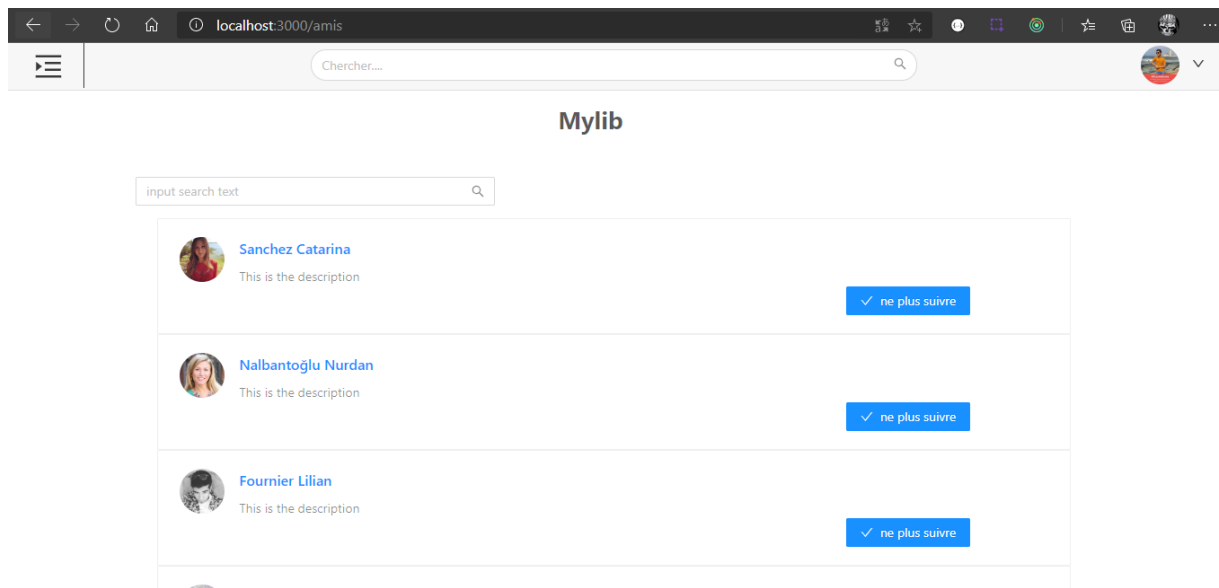 localhost:3000/amis
Chercher....
Mylib
input search text
Sanchez Catarina
This is the description
ne plus suivre
Nalbantoğlu Nurdan
This is the description
ne plus suivre
Fournier Lilian
This is the description
ne plus suivre